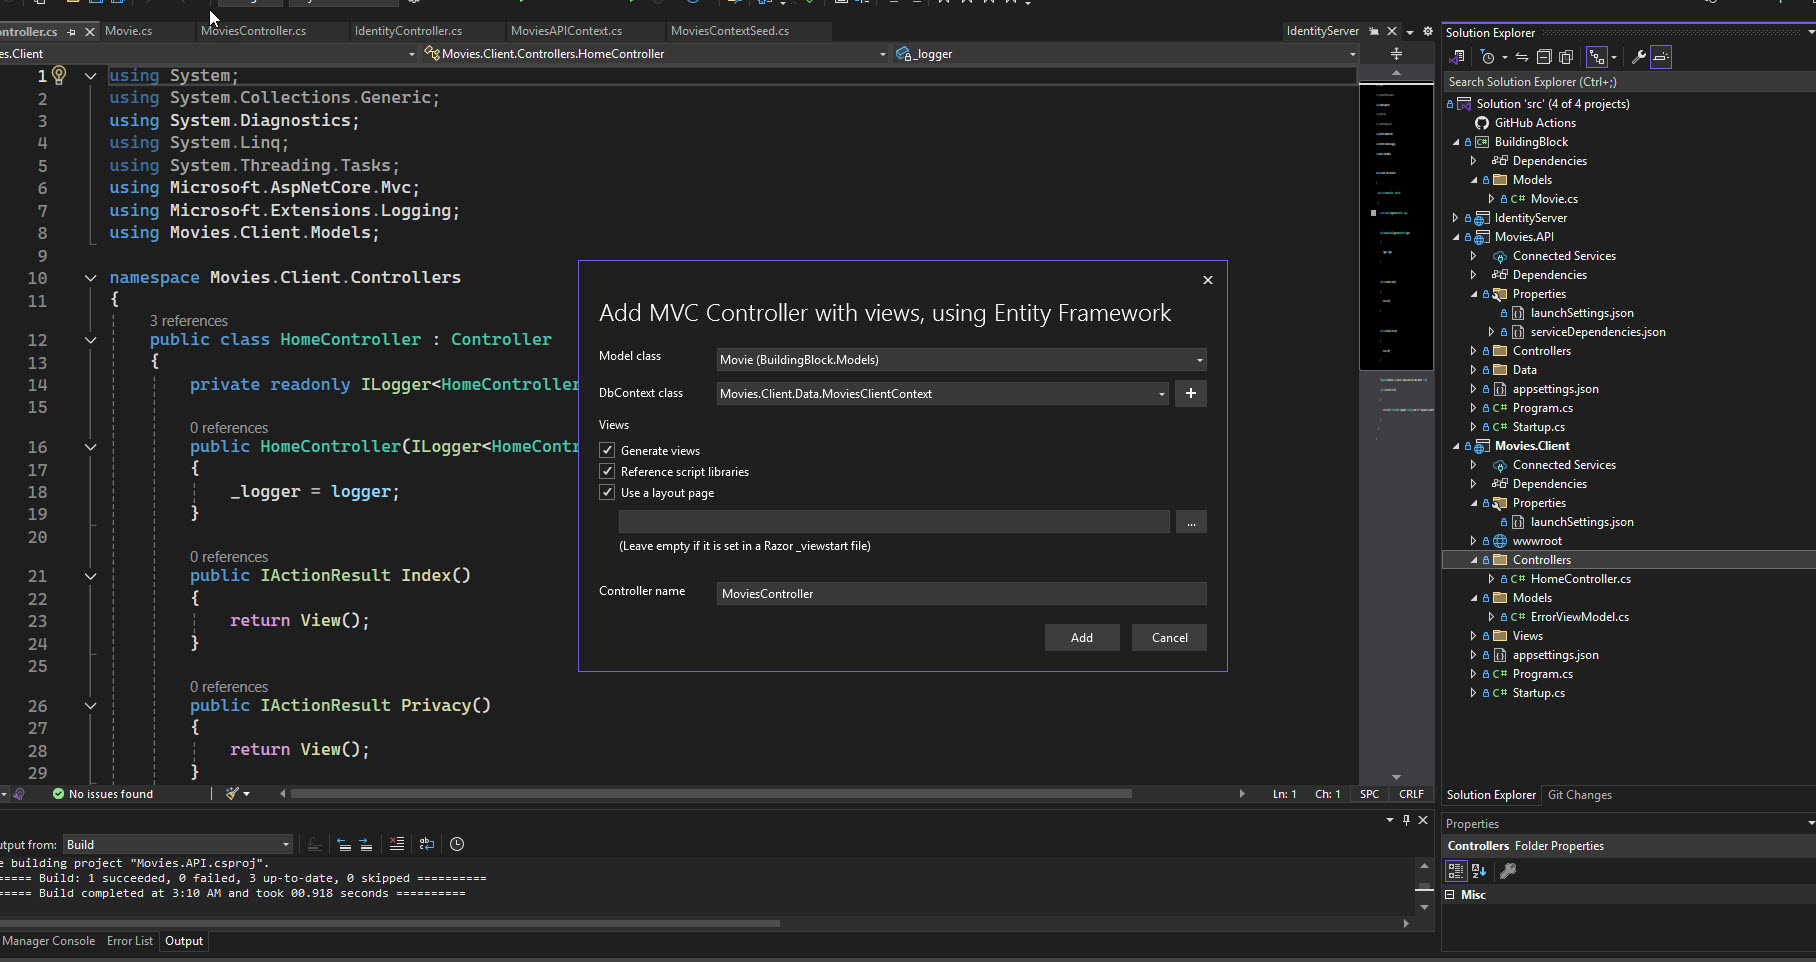 ontroller.cs
Movie.cs
MoviesController.cs
IdentityController.cs
MoviesAPIContext.cs
MoviesContextSeed.cs
IdentityServer
es.Client
Movies.Client.Controllers.HomeController
_logger
1 using System;
2 using System.Collections.Generic;
3 using System.Diagnostics;
4 using System.Linq;
5 using System.Threading.Tasks;
6 using Microsoft.AspNetCore.Mvc;
7 using Microsoft.Extensions.Logging;
8 using Movies.Client.Models;
9
10 namespace Movies.Client.Controllers
11 {
3 references
12 public class HomeController : Controller
13 {
14 private readonly ILogger<HomeController
15
0 references
16 public HomeController(ILogger<HomeContr
17 {
18 _logger = logger;
19 }
20
0 references
21 public IActionResult Index()
22 {
23 return View();
24 }
25
0 references
26 public IActionResult Privacy()
27 {
28 return View();
29 }
No issues found
Ln: 1 Ch: 1 SPC CRLF
Add MVC Controller with views, using Entity Framework
Model class
Movie (BuildingBlock.Models)
DbContext class
Movies.Client.Data.MoviesClientContext
+
Views
Generate views
Reference script libraries
Use a layout page
...
(Leave empty if it is set in a Razor _viewstart file)
Controller name
MoviesController
Add
Cancel
utput from: Build
e building project "Movies.API.csproj".
===== Build: 1 succeeded, 0 failed, 3 up-to-date, 0 skipped ==========
===== Build completed at 3:10 AM and took 00.918 seconds ==========
Manager Console
Error List
Output
Solution Explorer
Search Solution Explorer (Ctrl+;)
Solution 'src' (4 of 4 projects)
GitHub Actions
C# BuildingBlock
Dependencies
Models
C# Movie.cs
IdentityServer
Movies.API
Connected Services
Dependencies
Properties
launchSettings.json
serviceDependencies.json
Controllers
Data
appsettings.json
C# Program.cs
C# Startup.cs
Movies.Client
Connected Services
Dependencies
Properties
launchSettings.json
wwwroot
Controllers
C# HomeController.cs
Models
C# ErrorViewModel.cs
Views
appsettings.json
C# Program.cs
C# Startup.cs
Solution Explorer
Git Changes
Properties
Controllers Folder Properties
Misc